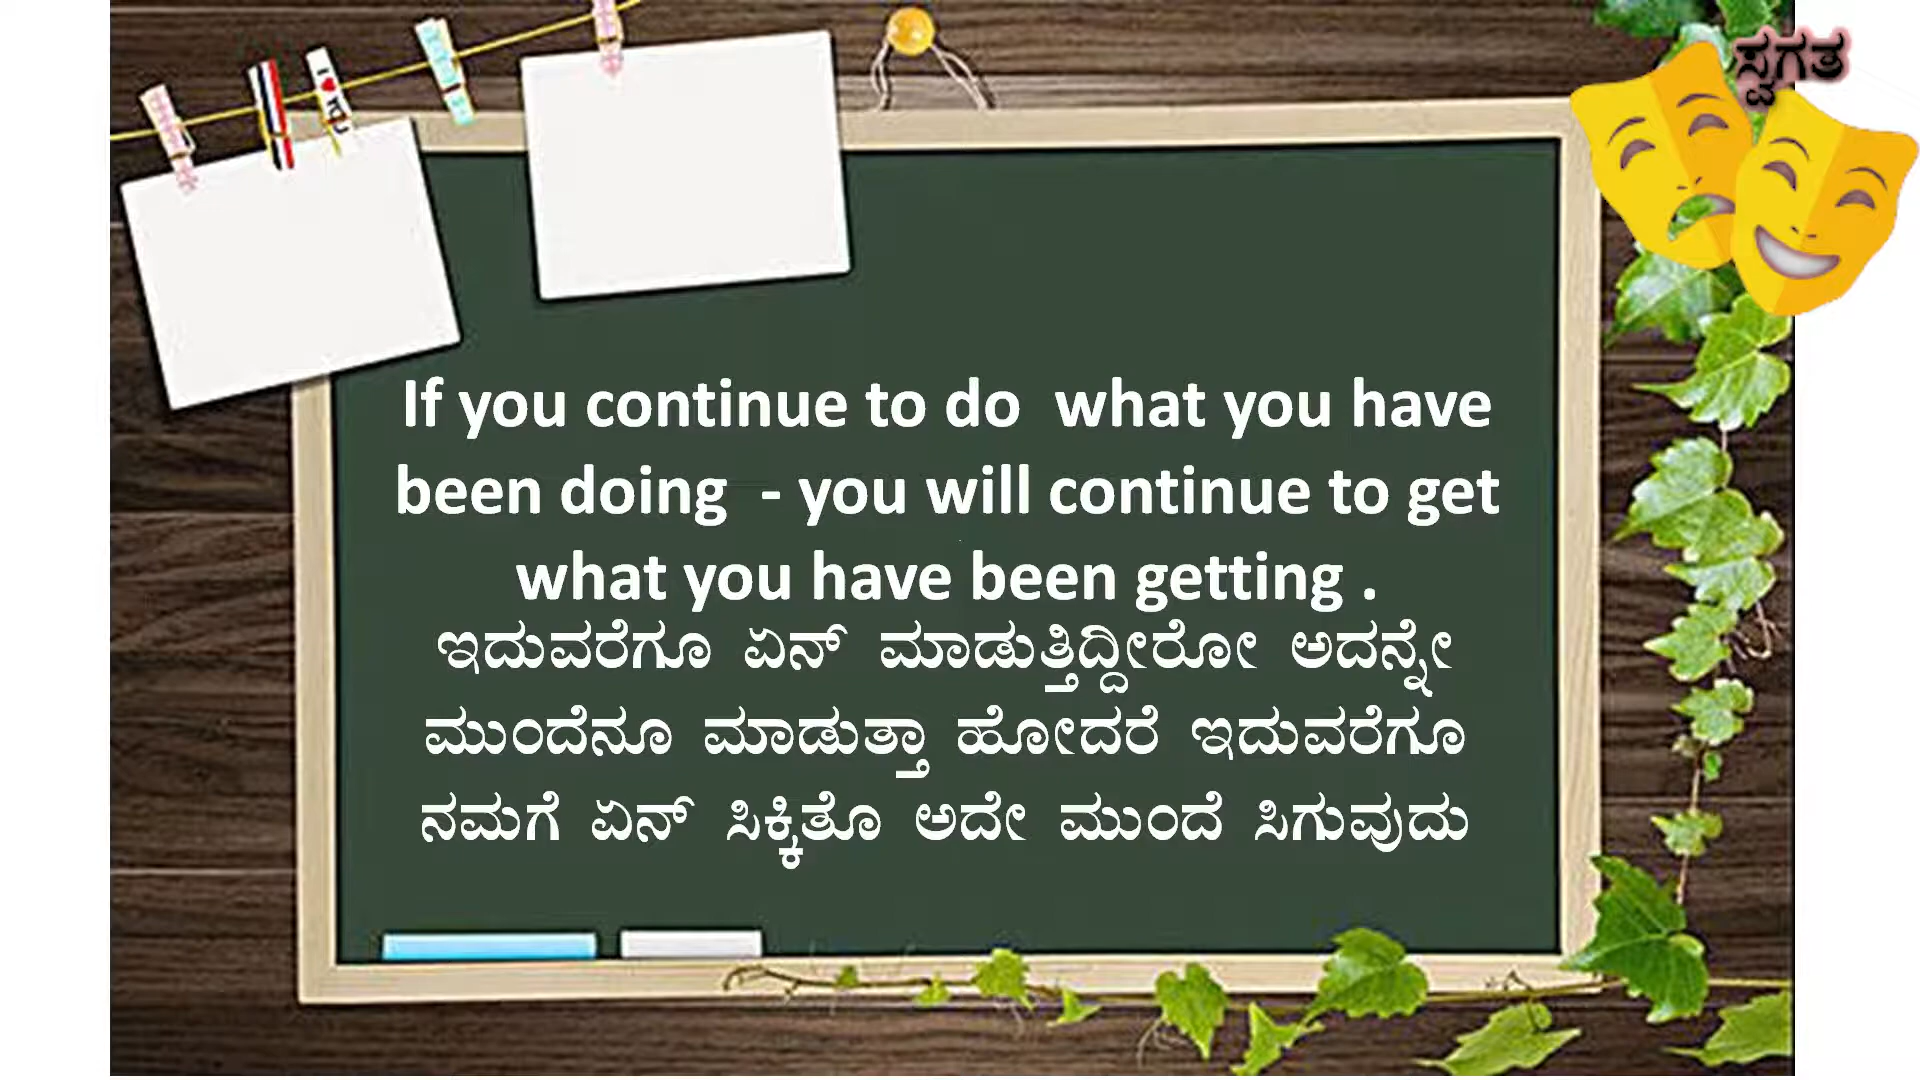 ಸ್ವಗತ
I ♥ YOU
If you continue to do what you have
been doing - you will continue to get
what you have been getting .
ಇದುವರೆಗೂ ಏನ್ ಮಾಡುತ್ತಿದ್ದೀರೋ ಅದನ್ನೇ
ಮುಂದೆನೂ ಮಾಡುತ್ತಾ ಹೋದರೆ ಇದುವರೆಗೂ
ನಮಗೆ ಏನ್ ಸಿಕ್ಕಿತೊ ಅದೇ ಮುಂದೆ ಸಿಗುವುದು